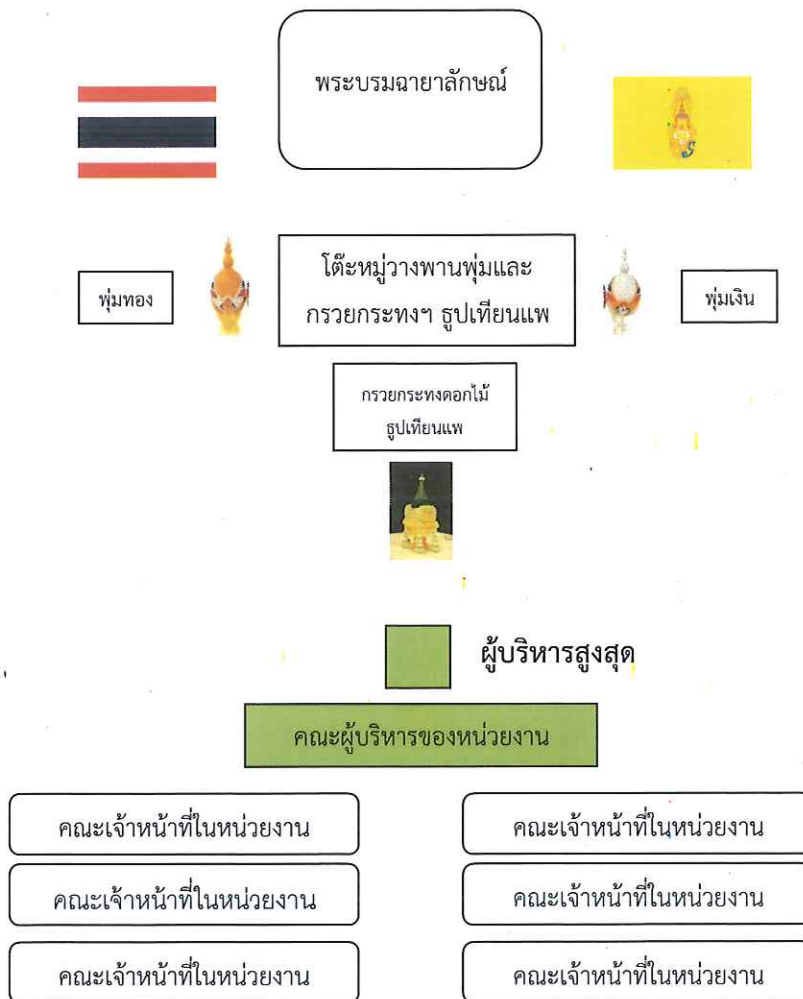 พระบรมฉายาลักษณ์
โต๊ะหมู่วางพานพุ่มและ
กรวยกระทงฯ ธูปเทียนแพ
พุ่มทอง
พุ่มเงิน
กรวยกระทงดอกไม้
ธูปเทียนแพ
ผู้บริหารสูงสุด
คณะผู้บริหารของหน่วยงาน
คณะเจ้าหน้าที่ในหน่วยงาน
คณะเจ้าหน้าที่ในหน่วยงาน
คณะเจ้าหน้าที่ในหน่วยงาน
คณะเจ้าหน้าที่ในหน่วยงาน
คณะเจ้าหน้าที่ในหน่วยงาน
คณะเจ้าหน้าที่ในหน่วยงาน